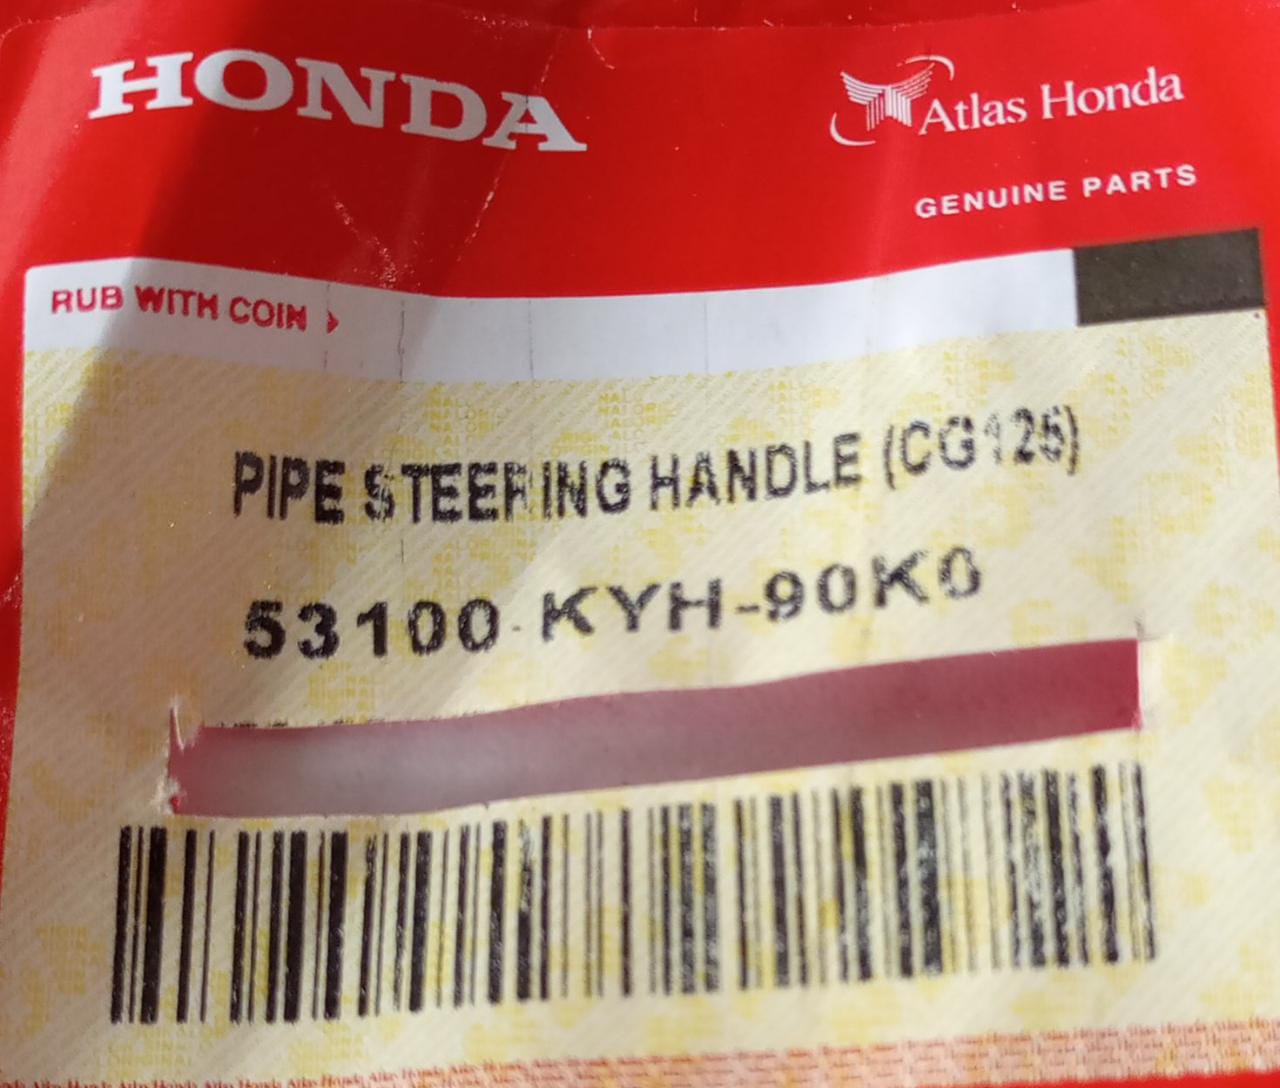 HONDA
Atlas Honda
GENUINE PARTS
RUB WITH COIN
PIPE STEERING HANDLE (CG125)
53100-KYH-90K0